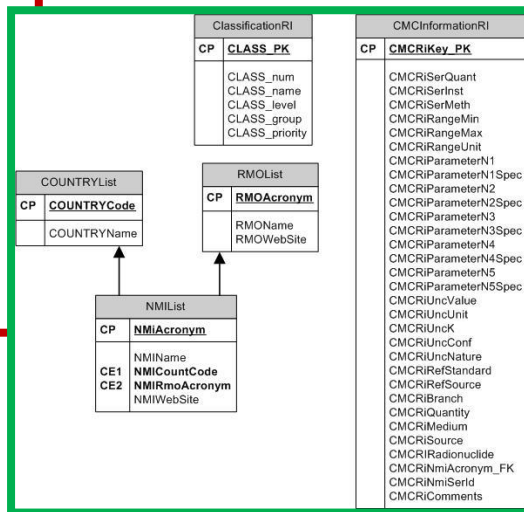 ClassificationRI
CP CLASS_PK
CLASS_num
CLASS_name
CLASS_level
CLASS_group
CLASS_priority
CMCInformationRI
CP CMCRiKey_PK
CMCRiSerQuant
CMCRiSerInst
CMCRiSerMeth
CMCRiRangeMin
CMCRiRangeMax
CMCRiRangeUnit
CMCRiParameterN1
CMCRiParameterN1Spec
CMCRiParameterN2
CMCRiParameterN2Spec
CMCRiParameterN3
CMCRiParameterN3Spec
CMCRiParameterN4
CMCRiParameterN4Spec
CMCRiParameterN5
CMCRiParameterN5Spec
CMCRiUncValue
CMCRiUncUnit
CMCRiUncK
CMCRiUncConf
CMCRiUncNature
CMCRiRefStandard
CMCRiRefSource
CMCRiBranch
CMCRiQuantity
CMCRiMedium
CMCRiSource
CMCRIRadionuclide
CMCRiNmiAcronym_FK
CMCRiNmiSerId
CMCRiComments
COUNTRYList
CP COUNTRYCode
COUNTRYName
RMOList
CP RMOAcronym
RMOName
RMOWebSite
NMIList
CP NMiAcronym
NMIName
CE1 NMICountCode
CE2 NMIRmoAcronym
NMIWebSite